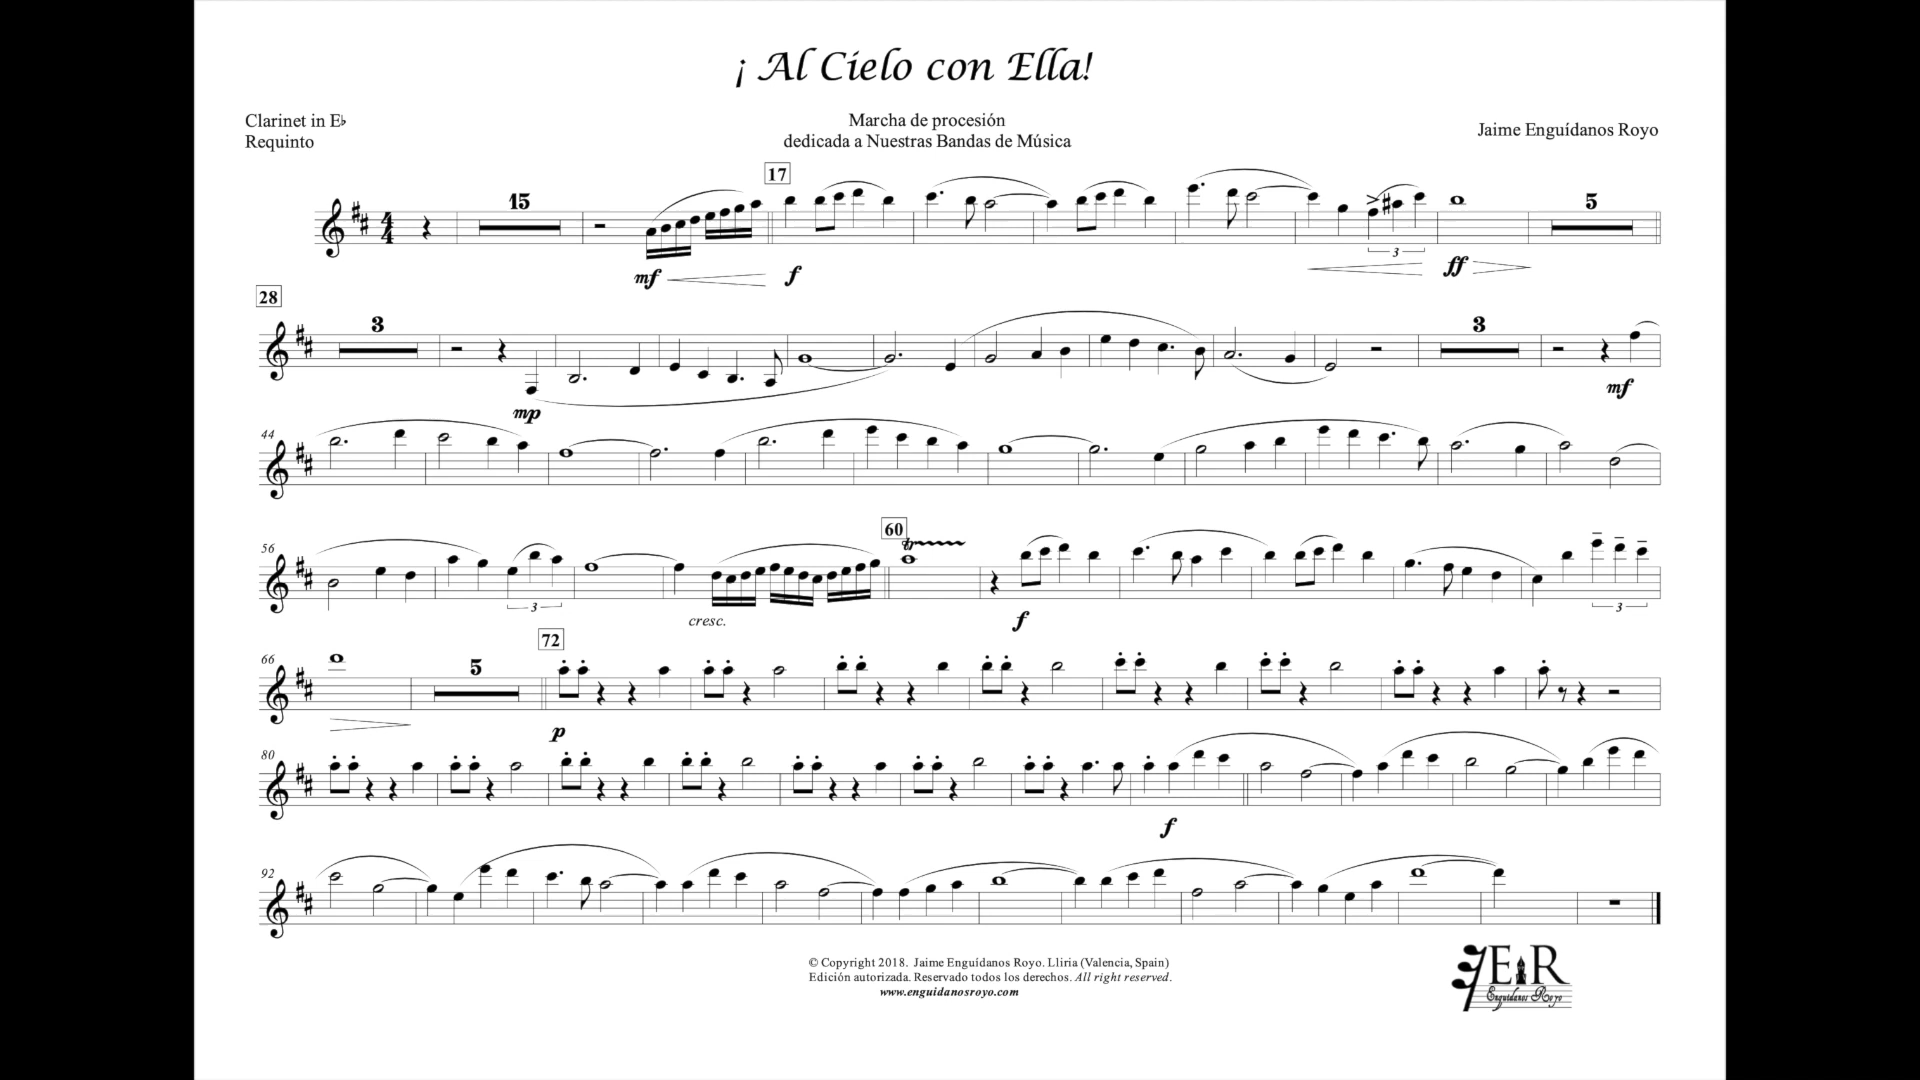 ¡ Al Cielo con Ella!
Clarinet in E♭
Requinto
Marcha de procesión
dedicada a Nuestras Bandas de Música
Jaime Enguídanos Royo
17
15
5
3
mf
f
ff
28
3
3
mp
mf
44
56
60
tr
3
3
cresc.
f
66
72
5
p
80
f
92
© Copyright 2018. Jaime Enguídanos Royo. Lliria (Valencia, Spain)
Edición autorizada. Reservado todos los derechos. All right reserved.
www.enguidanosroyo.com
E R
Enguidanos Royo